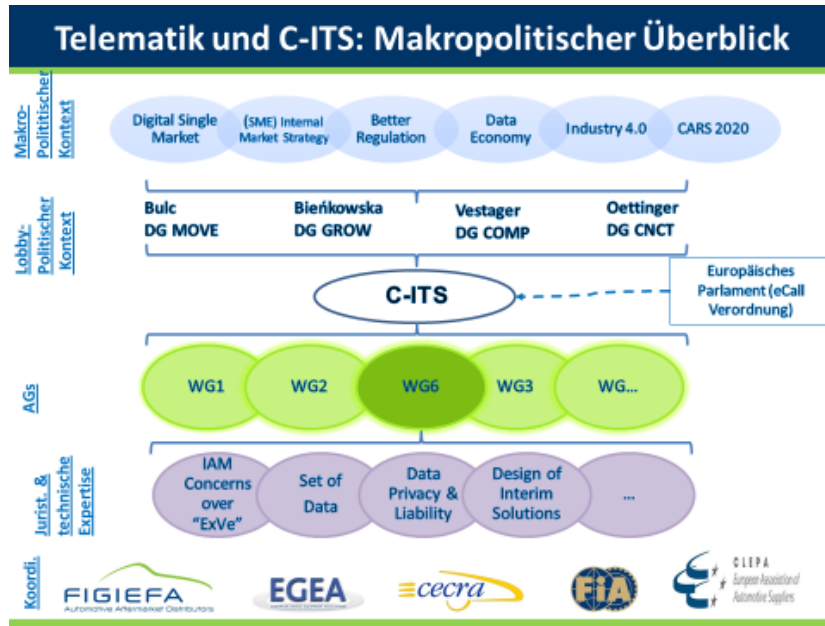 Telematik und C-ITS: Makropolitischer Überblick
Makro-
Polititischer
Kontext
Digital Single
Market
(SME) Internal
Market Strategy
Better
Regulation
Data
Economy
Industry 4.0
CARS 2020
Lobby-
Politischer
Kontext
Bulc
DG MOVE
Bieńkowska
DG GROW
Vestager
DG COMP
Oettinger
DG CNCT
C-ITS
Europäisches
Parlament (eCall
Verordnung)
AGs
WG1
WG2
WG6
WG3
WG...
Jurist. &
technische
Expertise
IAM
Concerns
over
"ExVe"
Set of
Data
Data
Privacy &
Liability
Design of
Interim
Solutions
...
Koordi.
FIGIEFA
Automotive Aftermarket Distributors
EGEA
cecra
FiA
CLEPA
European Association of
Automotive Suppliers